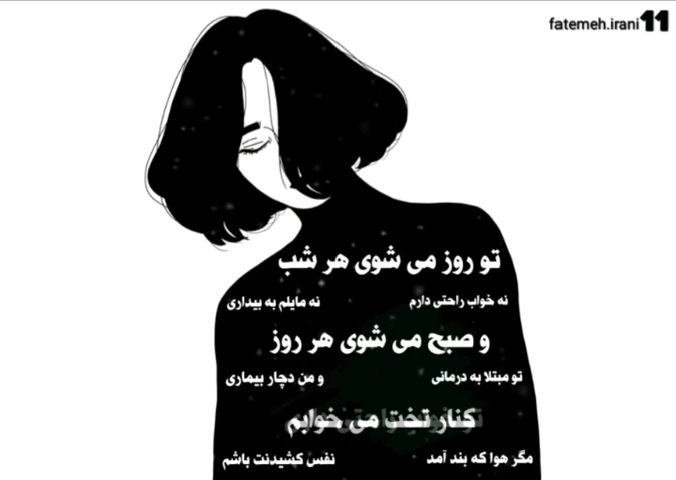 fatemeh.irani11
تو روز می شوی هر شب
نه خواب راحتی دارم نه مایلم به بیداری
و صبح می شوی هر روز
تو مبتلا به درمانی و من دچار بیماری
کنار تخت می خوابم
مگر هوا که بند آمد نفس کشیدنت باشم